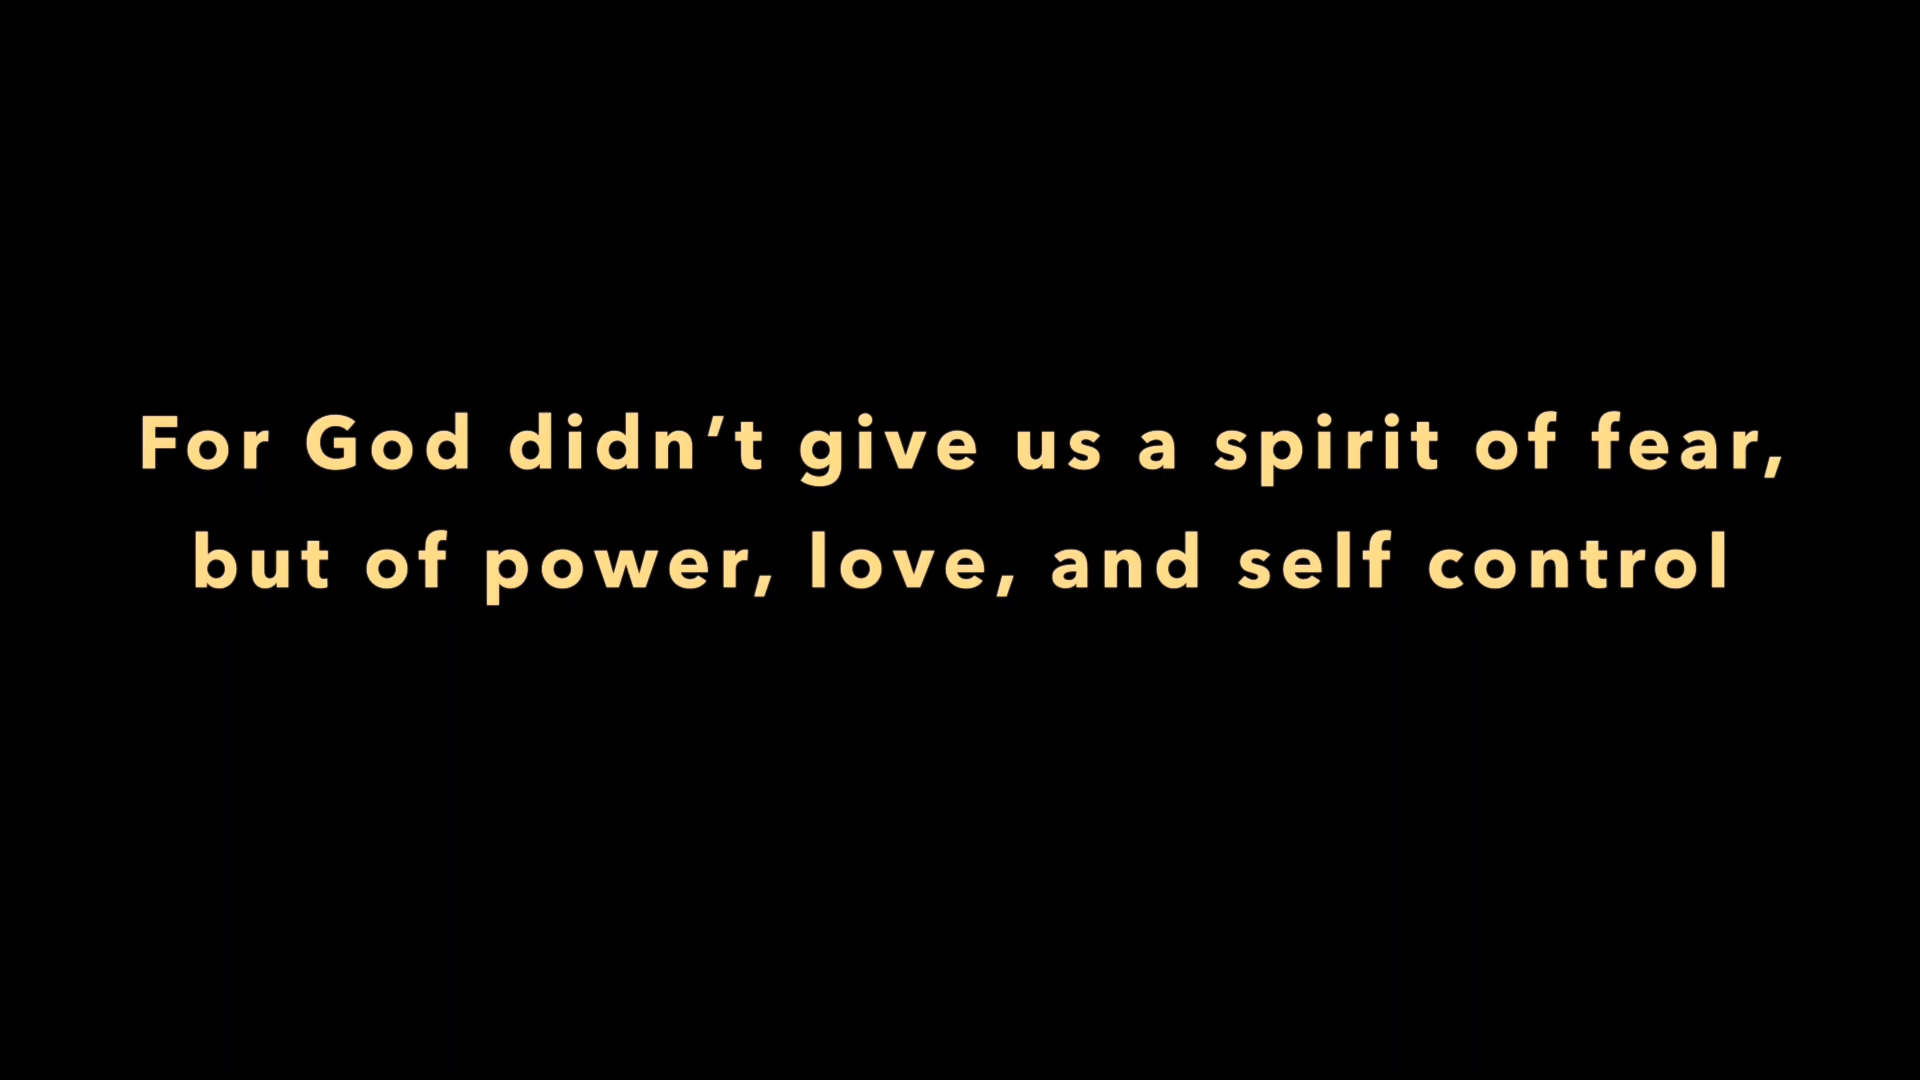 For God didn’t give us a spirit of fear,
but of power, love, and self control